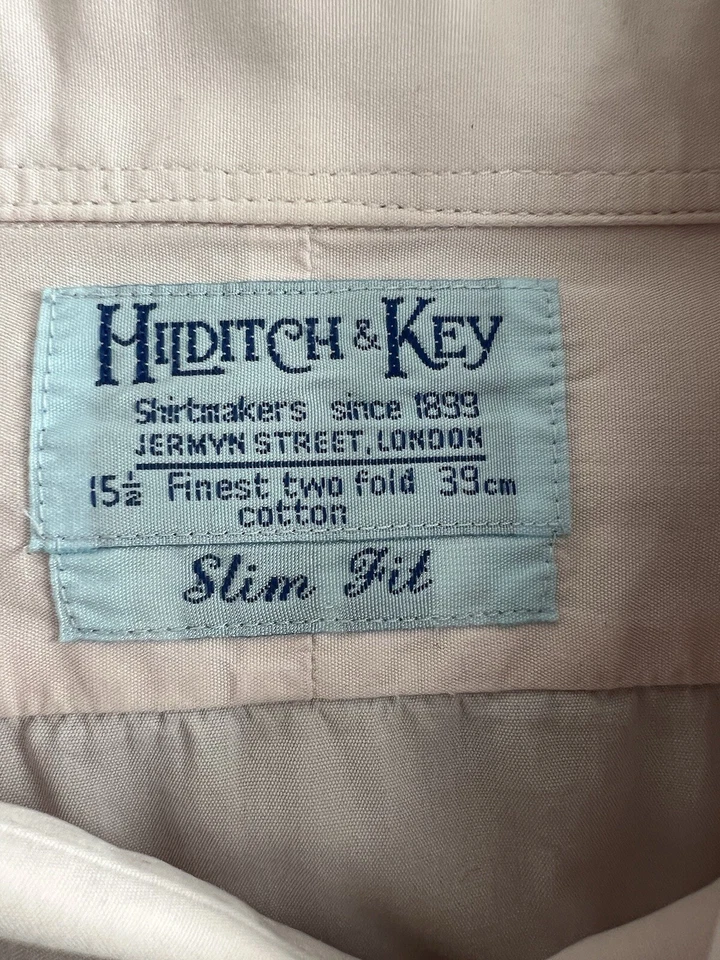 HILDITCH & KEY
Shirtmakers since 1899
JERMYN STREET, LONDON
15½ Finest two fold 39cm
cotton
Slim Fit